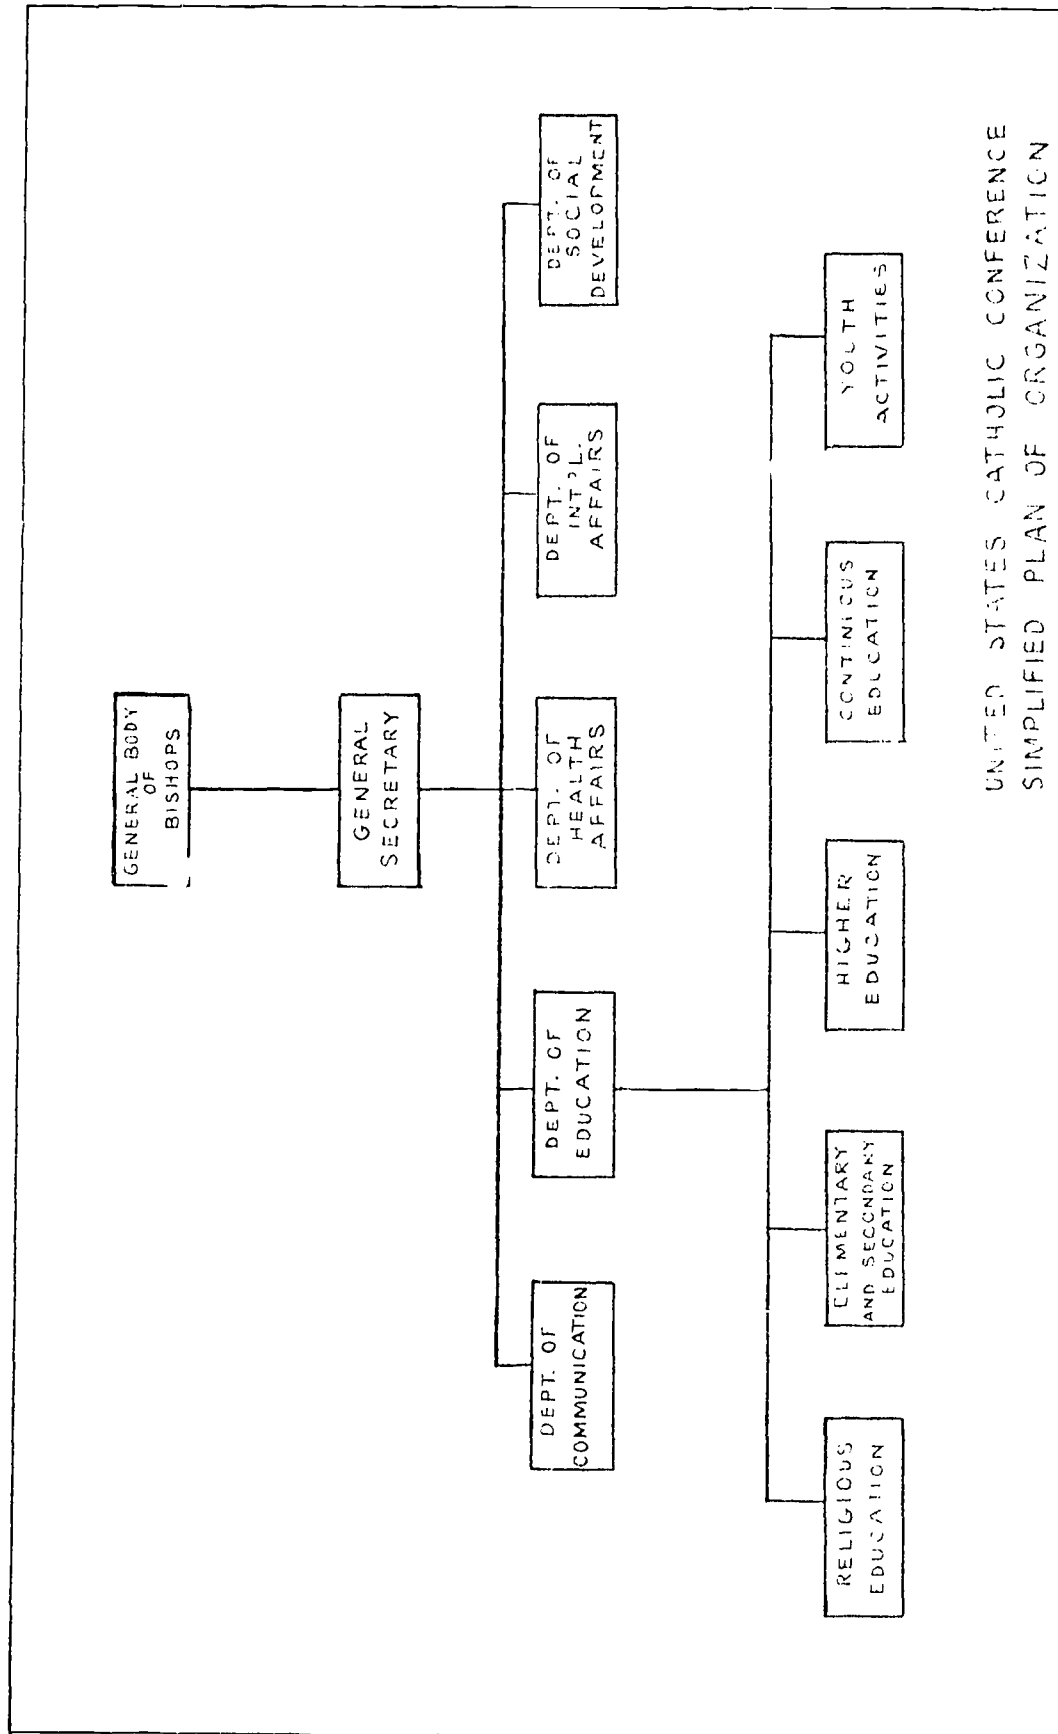 GENERAL BODY
OF
BISHOPS
GENERAL
SECRETARY
DEPT. OF
COMMUNICATION
DEPT. OF
EDUCATION
DEPT. OF
HEALTH
AFFAIRS
DEPT. OF
INT'L.
AFFAIRS
DEPT. OF
SOCIAL
DEVELOPMENT
RELIGIOUS
EDUCATION
ELEMENTARY
AND SECONDARY
EDUCATION
HIGHER
EDUCATION
CONTINIOUS
EDUCATION
YOUTH
ACTIVITIES
UNITED STATES CATHOLIC CONFERENCE
SIMPLIFIED PLAN OF ORGANIZATION